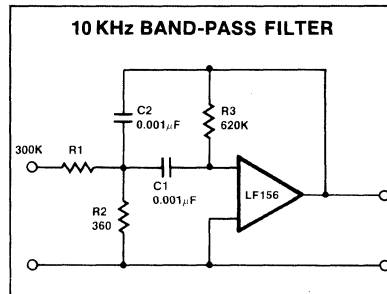 10 KHz BAND-PASS FILTER
C2
0.001µF
R3
620K
300K
R1
C1
0.001µF
LF156
R2
360